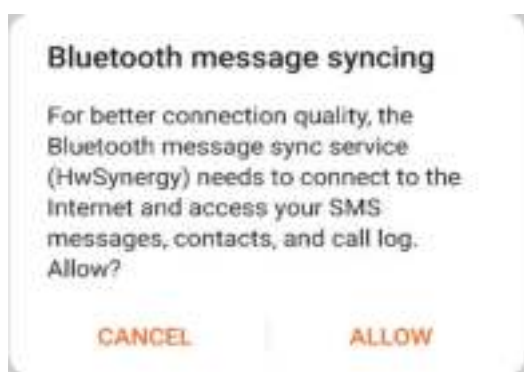 Bluetooth message syncing
For better connection quality, the
Bluetooth message sync service
(HwSynergy) needs to connect to the
Internet and access your SMS
messages, contacts, and call log.
Allow?
CANCEL ALLOW